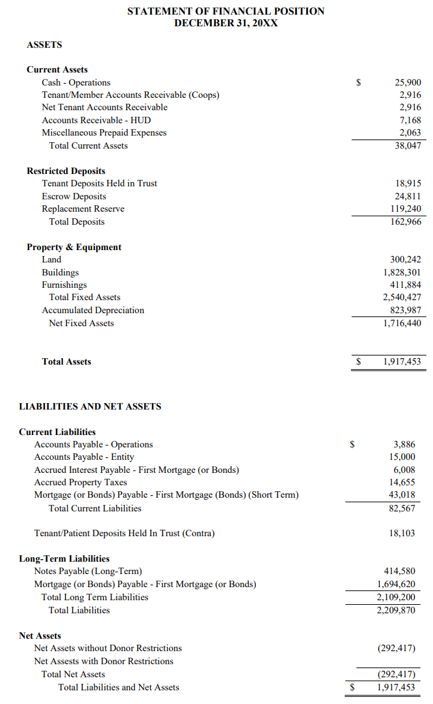 STATEMENT OF FINANCIAL POSITION
DECEMBER 31, 20XX
ASSETS
Current Assets
Cash - Operations $ 25,900
Tenant/Member Accounts Receivable (Coops) 2,916
Net Tenant Accounts Receivable 2,916
Accounts Receivable - HUD 7,168
Miscellaneous Prepaid Expenses 2,063
Total Current Assets 38,047
Restricted Deposits
Tenant Deposits Held in Trust 18,915
Escrow Deposits 24,811
Replacement Reserve 119,240
Total Deposits 162,966
Property & Equipment
Land 300,242
Buildings 1,828,301
Furnishings 411,884
Total Fixed Assets 2,540,427
Accumulated Depreciation 823,987
Net Fixed Assets 1,716,440
Total Assets $ 1,917,453
LIABILITIES AND NET ASSETS
Current Liabilities
Accounts Payable - Operations $ 3,886
Accounts Payable - Entity 15,000
Accrued Interest Payable - First Mortgage (or Bonds) 6,008
Accrued Property Taxes 14,655
Mortgage (or Bonds) Payable - First Mortgage (Bonds) (Short Term) 43,018
Total Current Liabilities 82,567
Tenant/Patient Deposits Held In Trust (Contra) 18,103
Long-Term Liabilities
Notes Payable (Long-Term) 414,580
Mortgage (or Bonds) Payable - First Mortgage (or Bonds) 1,694,620
Total Long Term Liabilities 2,109,200
Total Liabilities 2,209,870
Net Assets
Net Assets without Donor Restrictions (292,417)
Net Assests with Donor Restrictions
Total Net Assets (292,417)
Total Liabilities and Net Assets $ 1,917,453